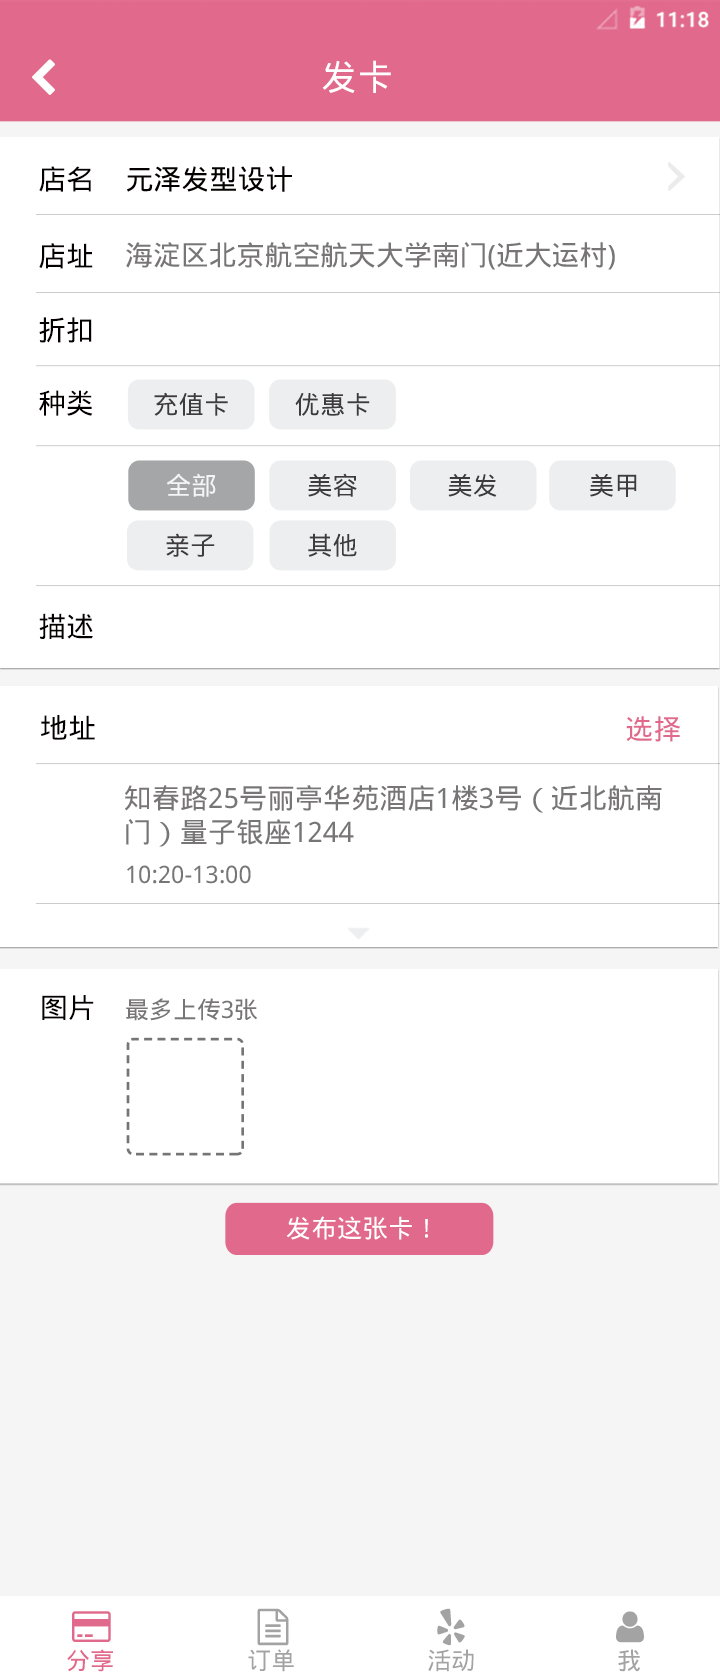 11:18
发卡
店名 元泽发型设计
店址 海淀区北京航空航天大学南门(近大运村)
折扣
种类 充值卡 优惠卡
全部 美容 美发 美甲
亲子 其他
描述
地址 选择
知春路25号丽亭华苑酒店1楼3号（近北航南
门）量子银座1244
10:20-13:00
图片 最多上传3张
发布这张卡！
分享 订单 活动 我